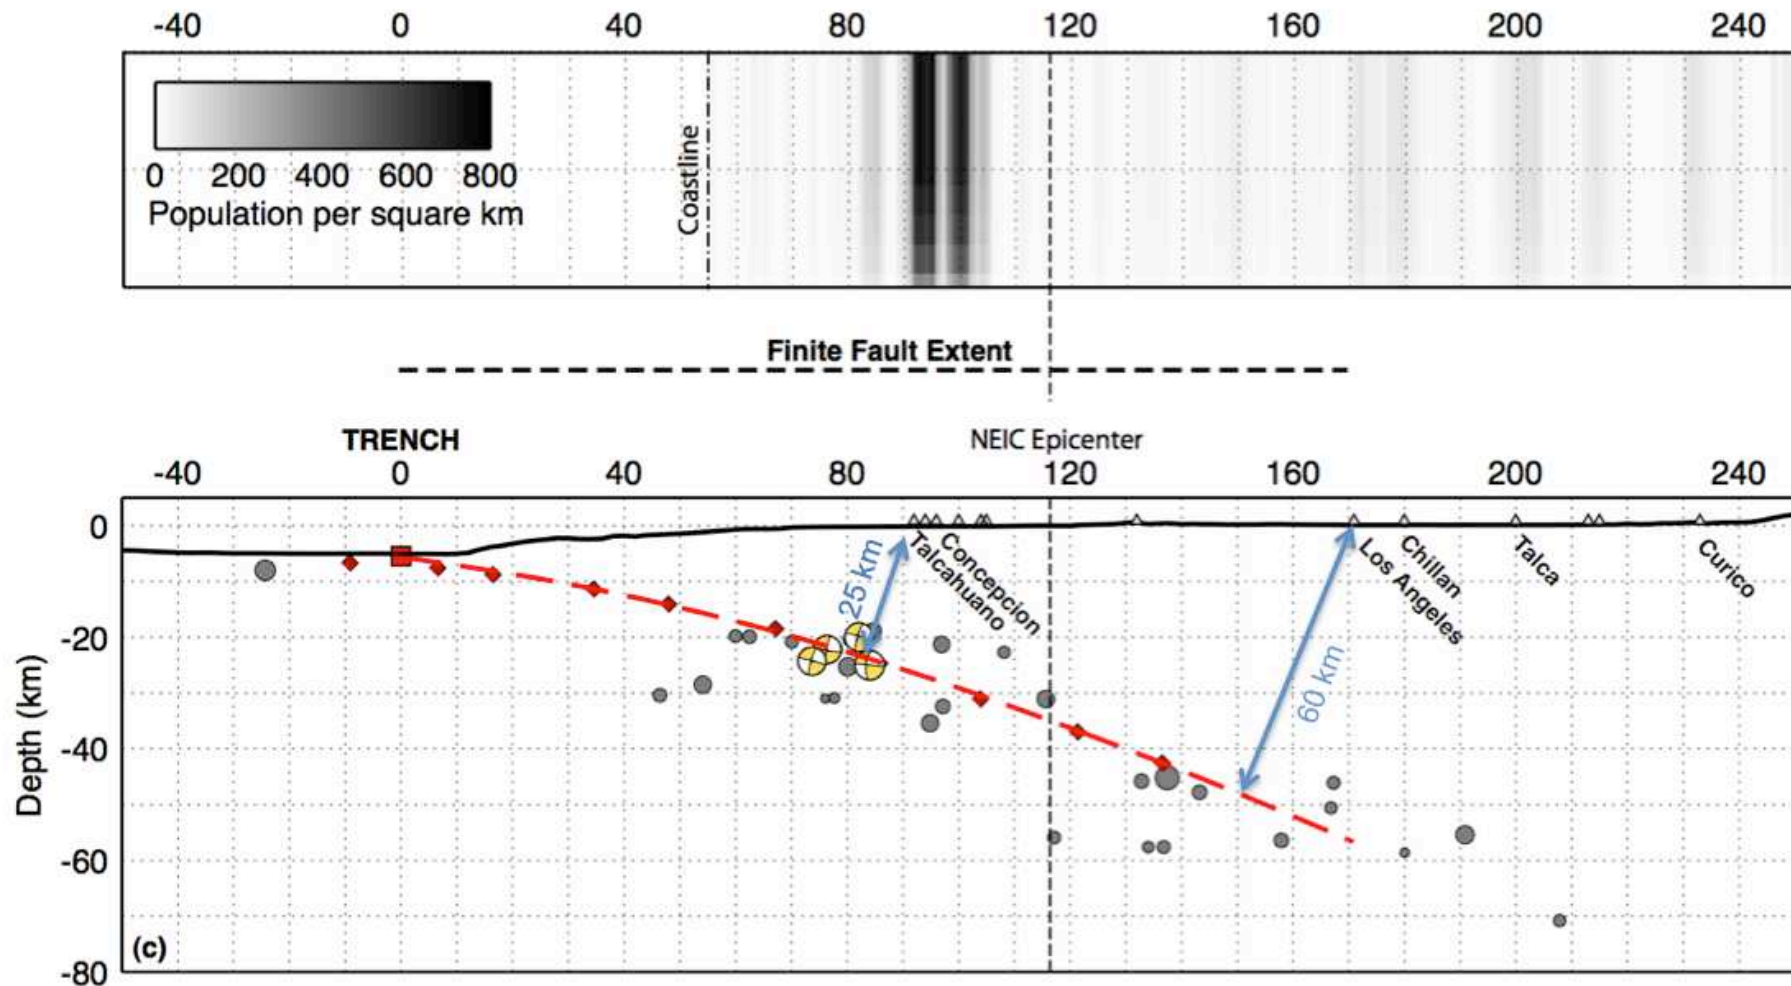 -40 0 40 80 120 160 200 240
0 200 400 600 800
Population per square km
Coastline
Finite Fault Extent
TRENCH
NEIC Epicenter
-40 0 40 80 120 160 200 240
0
-20
-40
-60
-80
Depth (km)
25 km
Talcahuano
Concepcion
60 km
Los Angeles
Chillan
Talca
Curico
(c)